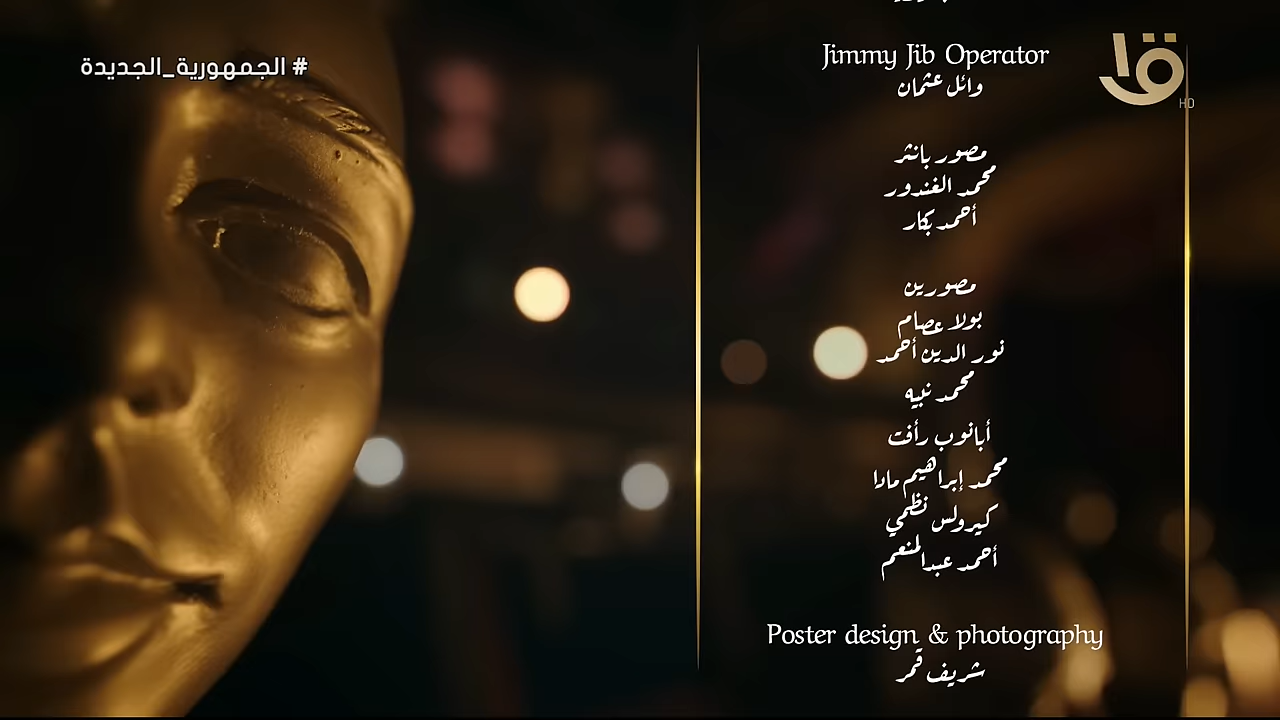 # الجمهورية_الجديدة
Jimmy Jib Operator
وائل عثمان
مصور بانثر
محمد الغندور
أحمد بكار
مصورين
بولا عصام
نور الدين أحمد
محمد نبيه
أبانوب رأفت
محمد إبراهيم مادا
كيرولس نظمي
أحمد عبدالمنعم
Poster design & photography
شريف قمر
HD